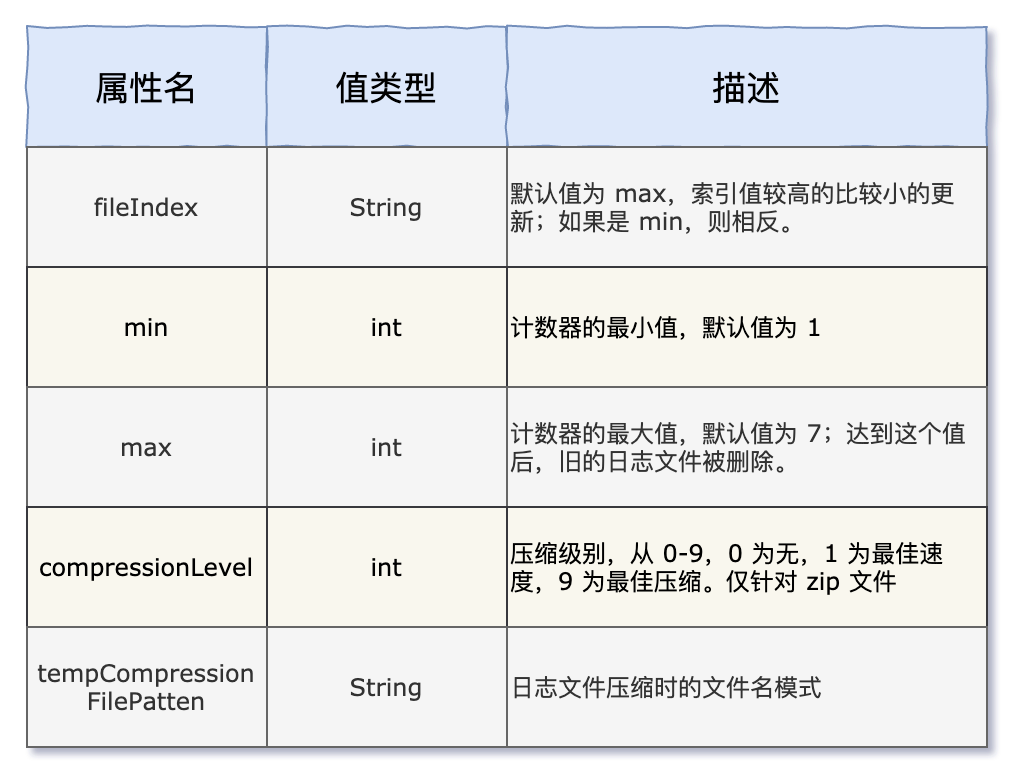 属性名
值类型
描述
fileIndex
String
默认值为 max，索引值较高的比较小的更
新；如果是 min，则相反。
min
int
计数器的最小值，默认值为 1
max
int
计数器的最大值，默认值为 7；达到这个值
后，旧的日志文件被删除。
compressionLevel
int
压缩级别，从 0-9，0 为无，1 为最佳速
度，9 为最佳压缩。仅针对 zip 文件
tempCompression
FilePatten
String
日志文件压缩时的文件名模式